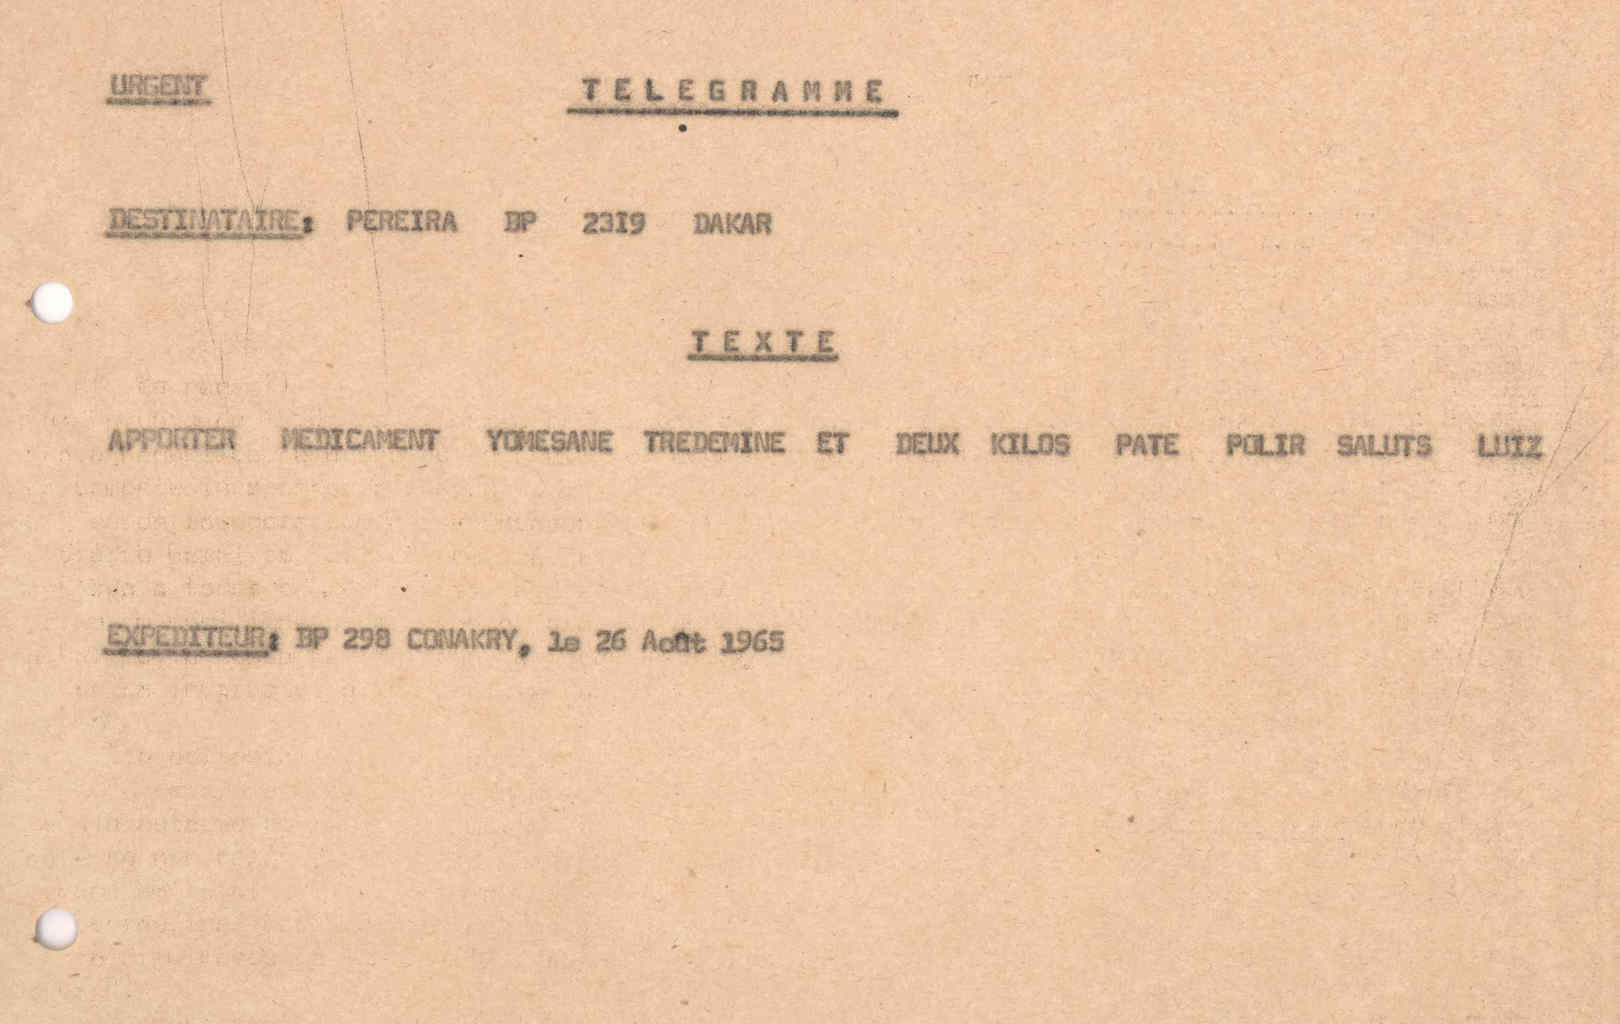 URGENT
TELEGRAMME
DESTINATAIRE: PEREIRA BP 23I9 DAKAR
TEXTE
APPORTER MEDICAMENT YOMESANE TREDEMINE ET DEUX KILOS PATE POLIR SALUTS LUIZ
EXPEDITEUR: BP 298 CONAKRY, le 26 Août 1965